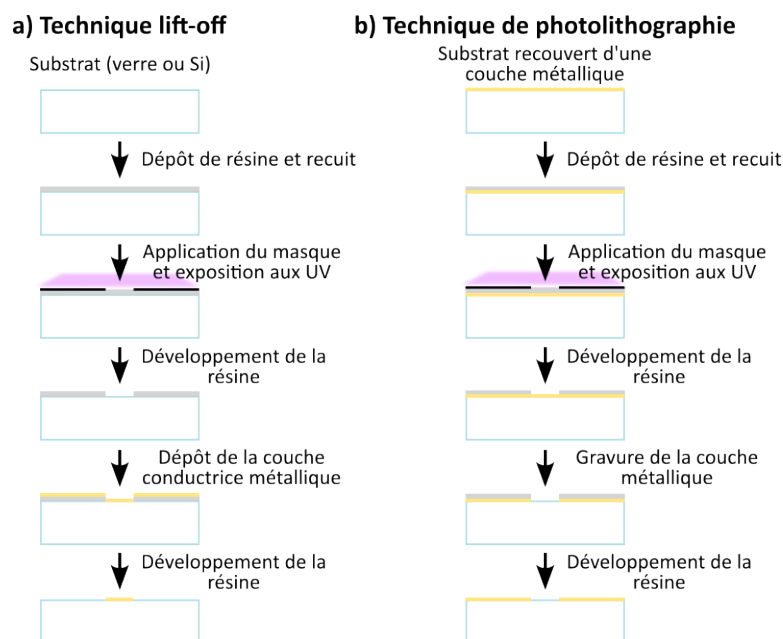 a) Technique lift-off
Substrat (verre ou Si)
Dépôt de résine et recuit
Application du masque
et exposition aux UV
Développement de la
résine
Dépôt de la couche
conductrice métallique
Développement de la
résine
b) Technique de photolithographie
Substrat recouvert d'une
couche métallique
Dépôt de résine et recuit
Application du masque
et exposition aux UV
Développement de la
résine
Gravure de la couche
métallique
Développement de la
résine